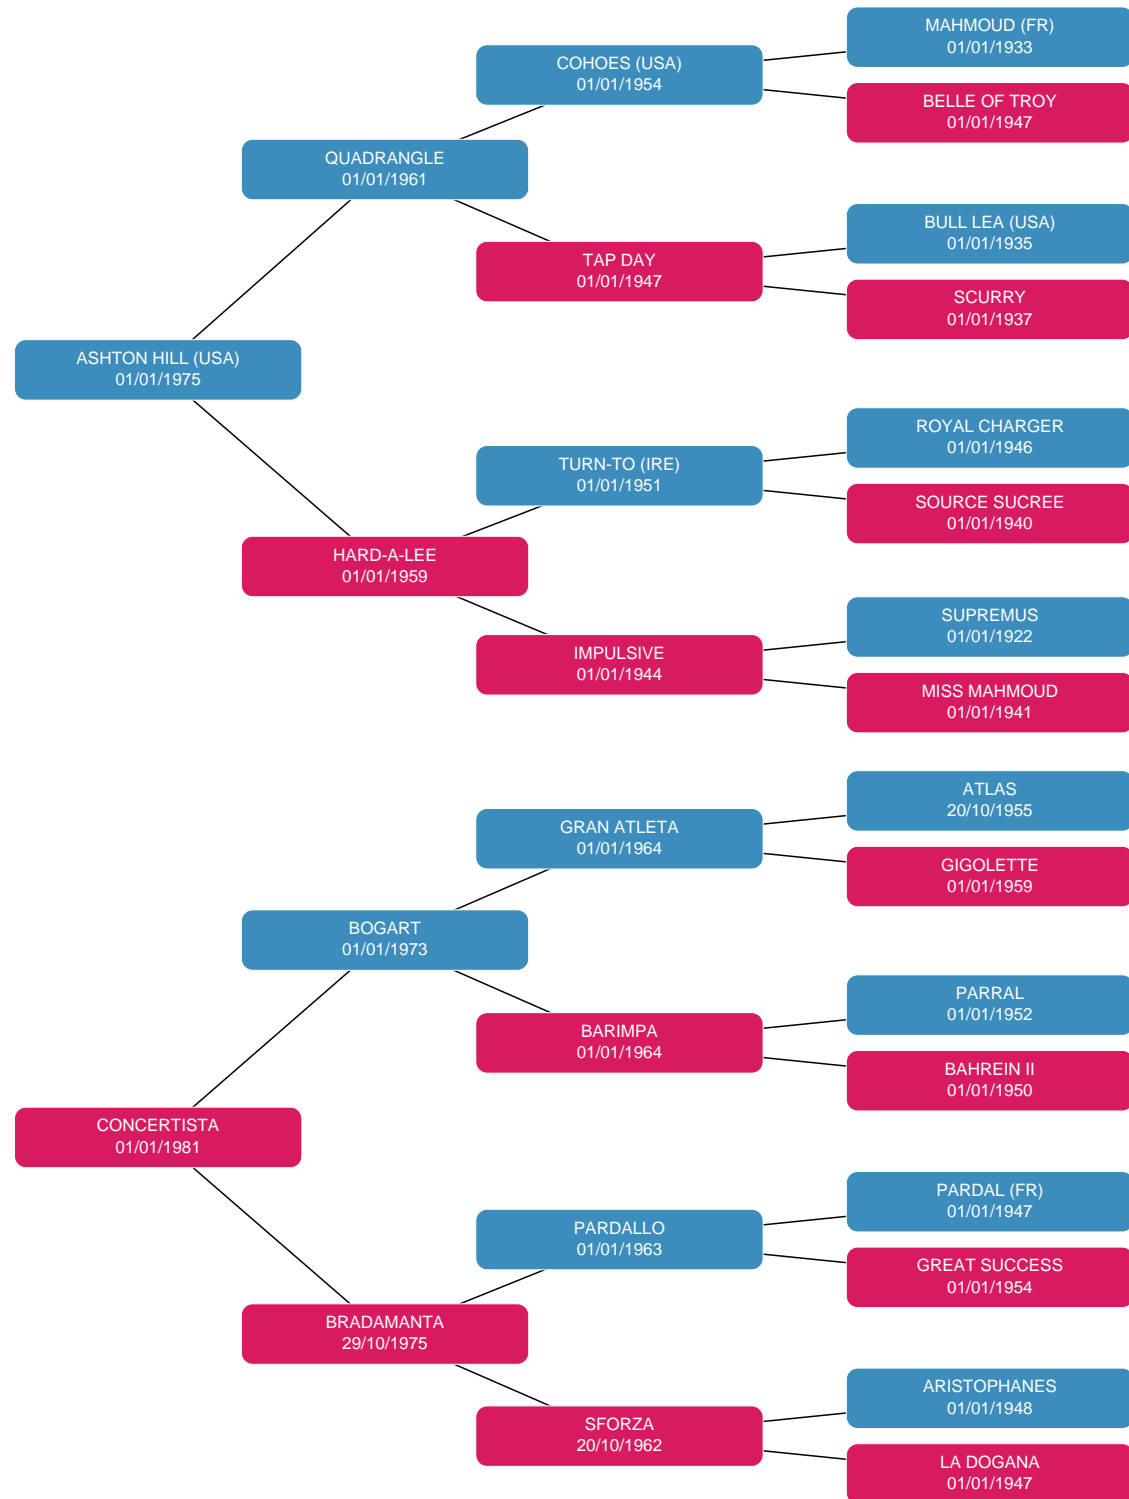 MAHMOUD (FR)
01/01/1933
COHOES (USA)
01/01/1954
BELLE OF TROY
01/01/1947
QUADRANGLE
01/01/1961
BULL LEA (USA)
01/01/1935
TAP DAY
01/01/1947
SCURRY
01/01/1937
ASHTON HILL (USA)
01/01/1975
ROYAL CHARGER
01/01/1946
TURN-TO (IRE)
01/01/1951
SOURCE SUCREE
01/01/1940
HARD-A-LEE
01/01/1959
SUPREMUS
01/01/1922
IMPULSIVE
01/01/1944
MISS MAHMOUD
01/01/1941
ATLAS
20/10/1955
GRAN ATLETA
01/01/1964
GIGOLETTE
01/01/1959
BOGART
01/01/1973
PARRAL
01/01/1952
BARIMPA
01/01/1964
BAHREIN II
01/01/1950
CONCERTISTA
01/01/1981
PARDAL (FR)
01/01/1947
PARDALLO
01/01/1963
GREAT SUCCESS
01/01/1954
BRADAMANTA
29/10/1975
ARISTOPHANES
01/01/1948
SFORZA
20/10/1962
LA DOGANA
01/01/1947